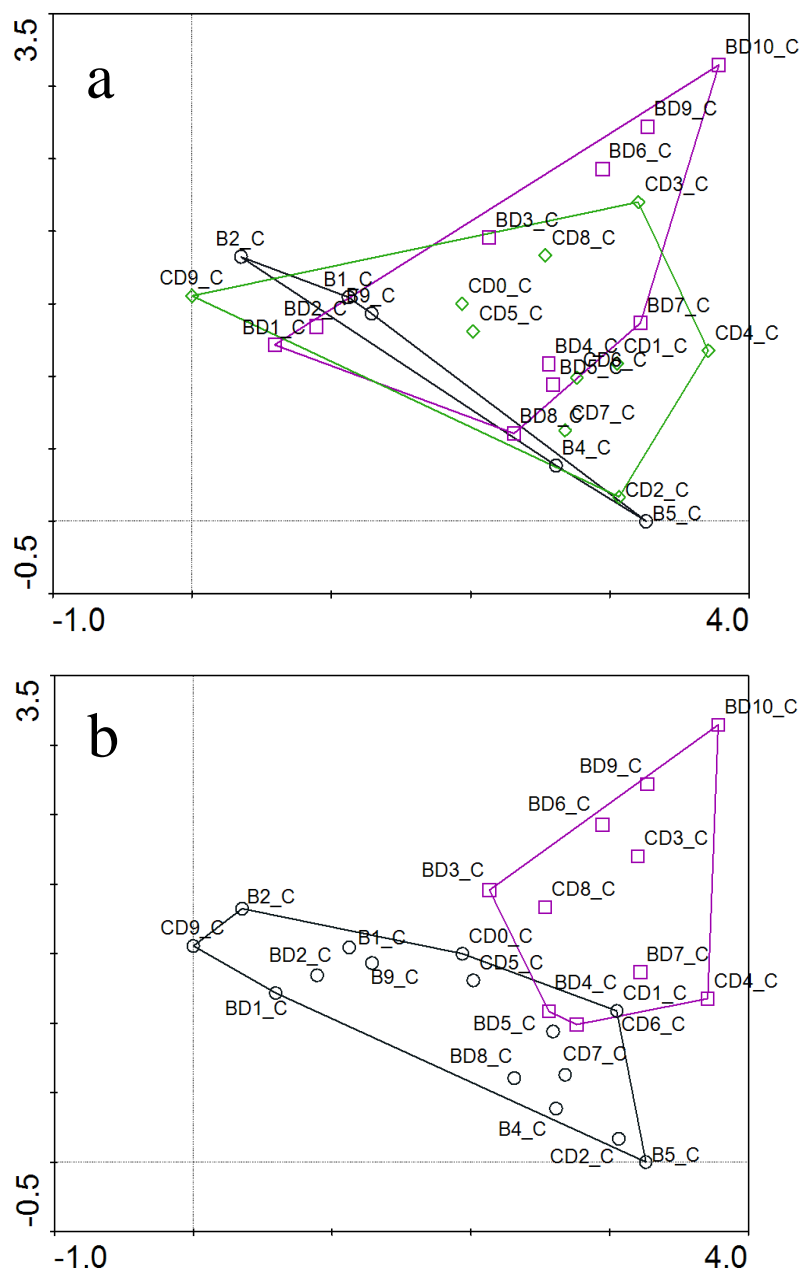 3.5
a
BD10_C
BD9_C
BD6_C
CD3_C
BD3_C
CD8_C
B2_C
CD9_C
B1_C
B9_C
CD0_C
BD2_C
CD5_C
BD7_C
BD1_C
BD4_C
CD1_C
CD4_C
CD6_C
BD5_C
BD8_C
CD7_C
B4_C
CD2_C
B5_C
-0.5
-1.0
4.0
3.5
b
BD10_C
BD9_C
BD6_C
CD3_C
BD3_C
CD8_C
B2_C
CD9_C
B1_C
CD0_C
BD2_C
B9_C
CD5_C
BD7_C
BD4_C
CD4_C
BD1_C
CD1_C
BD5_C
CD6_C
BD8_C
CD7_C
B4_C
CD2_C
B5_C
-0.5
-1.0
4.0